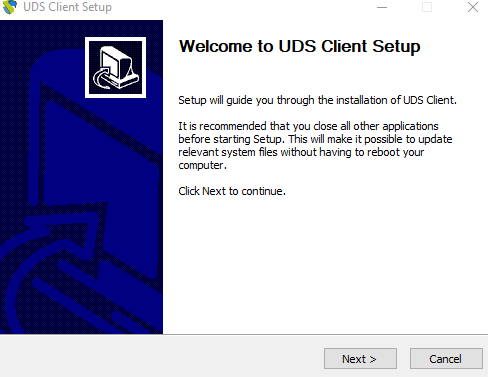 UDS Client Setup
Welcome to UDS Client Setup
Setup will guide you through the installation of UDS Client.
It is recommended that you close all other applications
before starting Setup. This will make it possible to update
relevant system files without having to reboot your
computer.
Click Next to continue.
Next >
Cancel